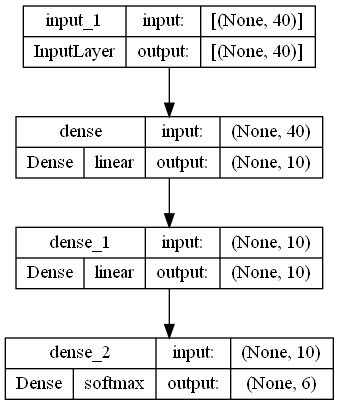 input_1 input: [(None, 40)]
InputLayer output: [(None, 40)]
dense input: (None, 40)
Dense linear output: (None, 10)
dense_1 input: (None, 10)
Dense linear output: (None, 10)
dense_2 input: (None, 10)
Dense softmax output: (None, 6)